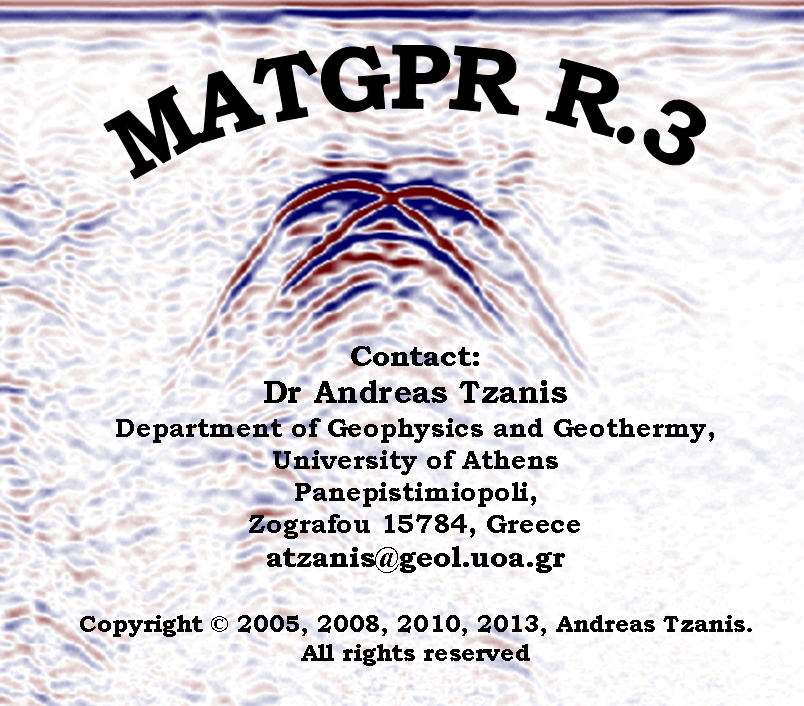 MATGPR R.3
Contact:
Dr Andreas Tzanis
Department of Geophysics and Geothermy,
University of Athens
Panepistimiopoli,
Zografou 15784, Greece
atzanis@geol.uoa.gr
Copyright © 2005, 2008, 2010, 2013, Andreas Tzanis.
All rights reserved